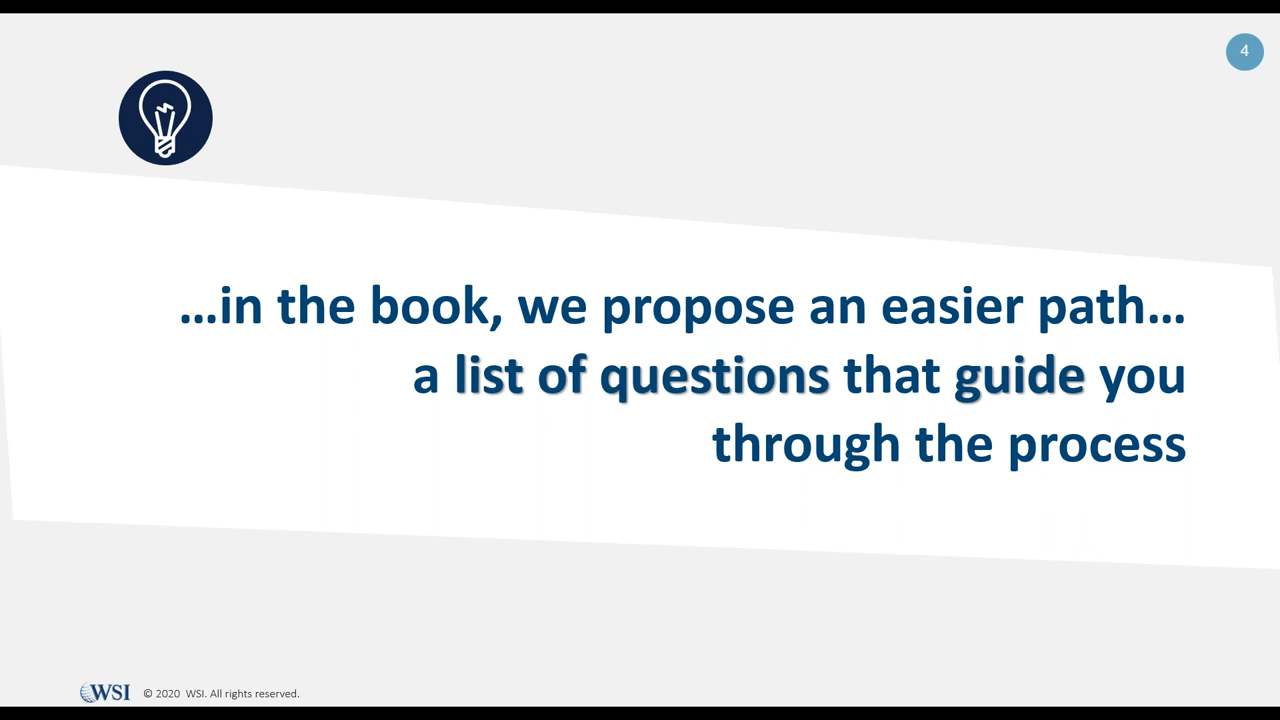 4
…in the book, we propose an easier path…
a list of questions that guide you
through the process
WSI © 2020 WSI. All rights reserved.